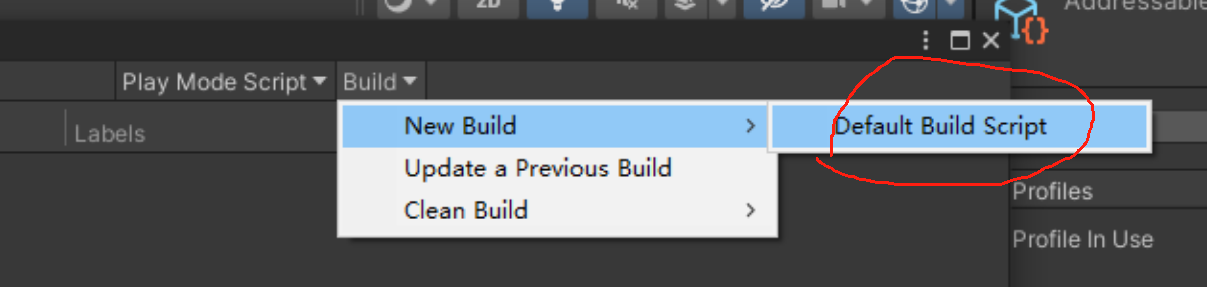 2D
Addressable
Play Mode Script
Build
Labels
New Build
Default Build Script
Update a Previous Build
Clean Build
Profiles
Profile In Use